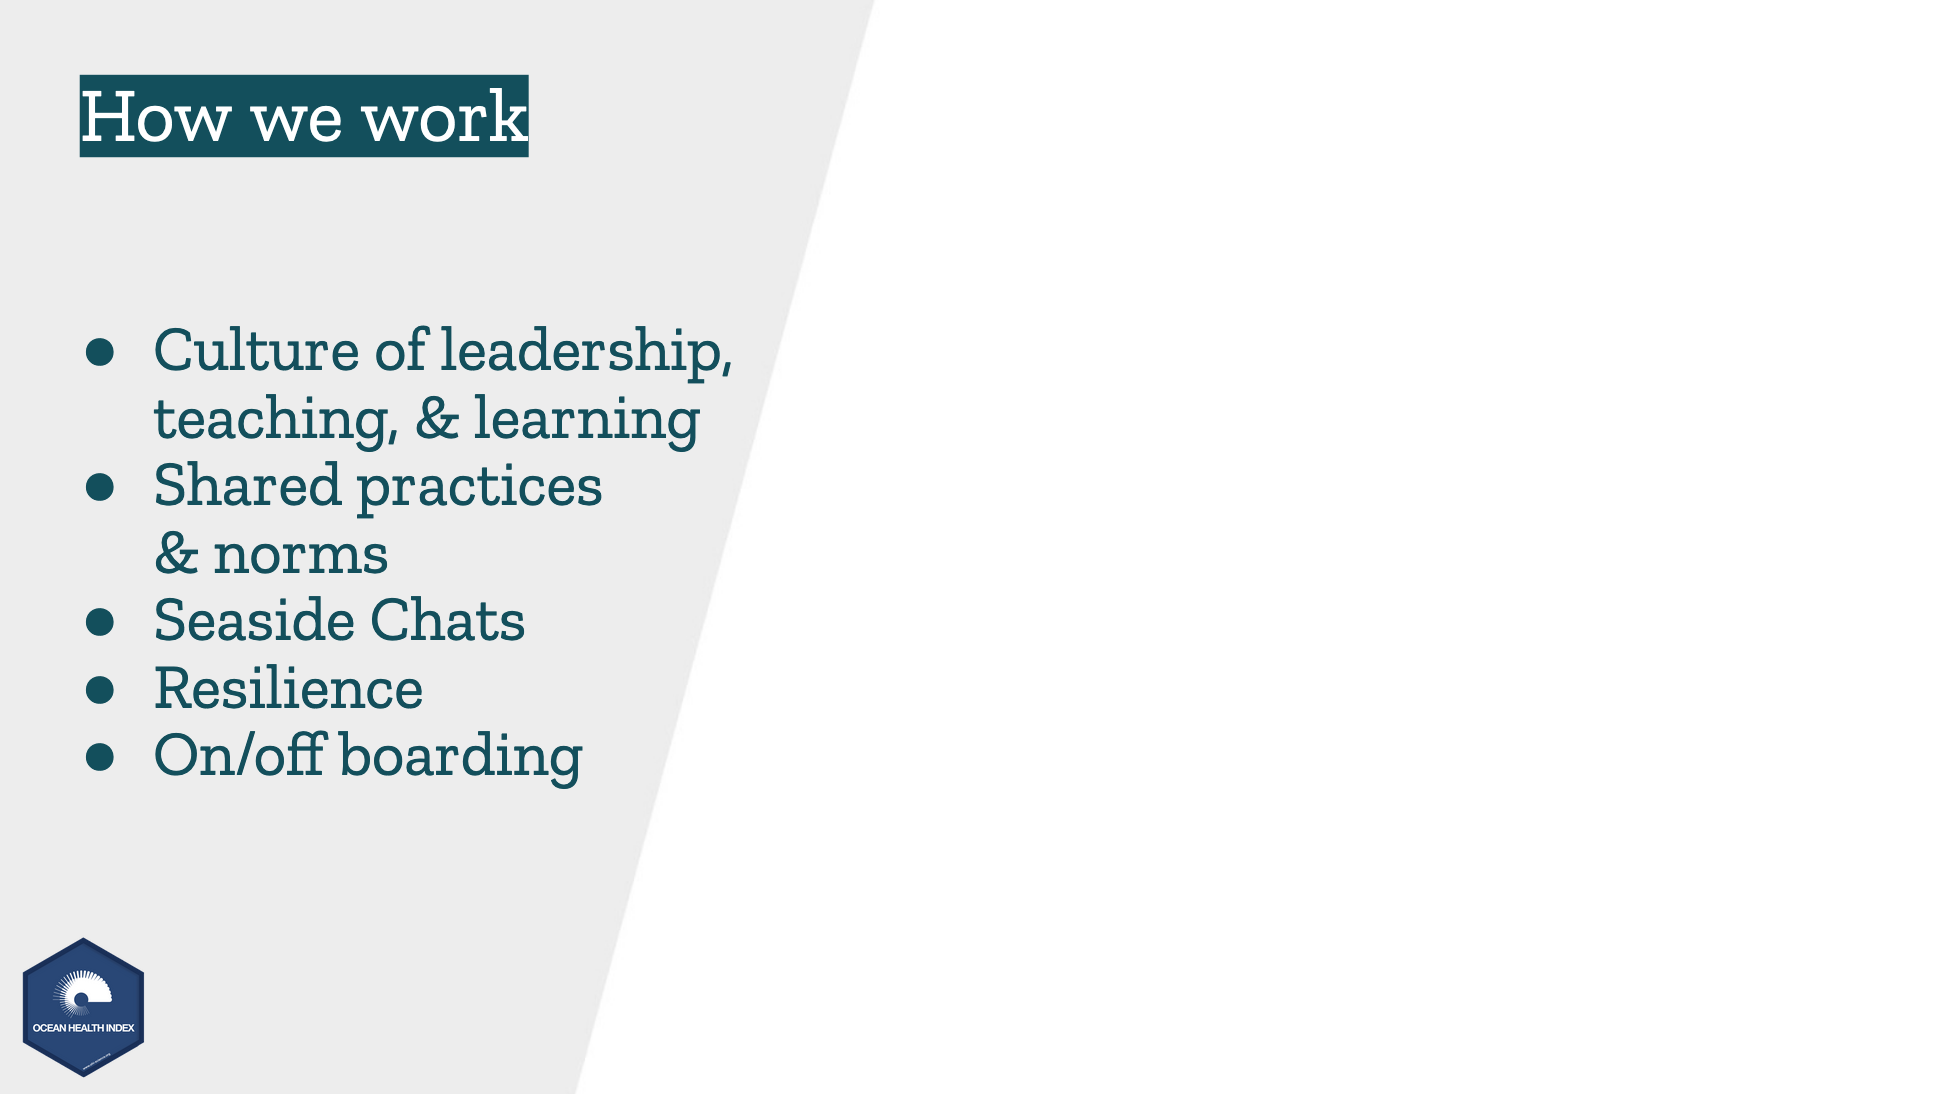 How we work
● Culture of leadership,
teaching, & learning
● Shared practices
& norms
● Seaside Chats
● Resilience
● On/off boarding
OCEAN HEALTH INDEX